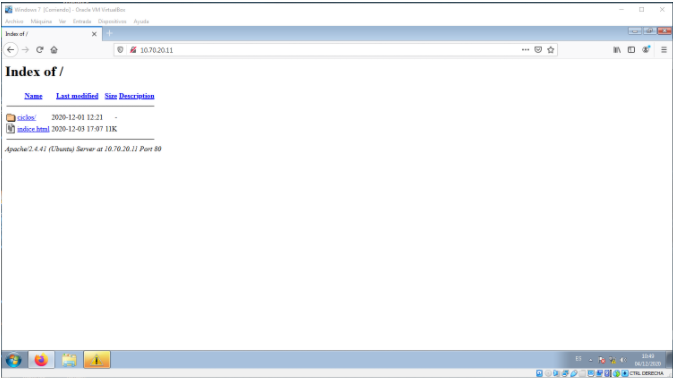 Windows 7 [Corriendo] - Oracle VM VirtualBox
Archivo Máquina Ver Entrada Dispositivos Ayuda
Index of /
10.70.20.11
Index of /
Name Last modified Size Description
ciclos/ 2020-12-01 12:21 -
indice.html 2020-12-03 17:07 11K
Apache/2.4.41 (Ubuntu) Server at 10.70.20.11 Port 80
ES
06/12/2020
CTRL DERECHA